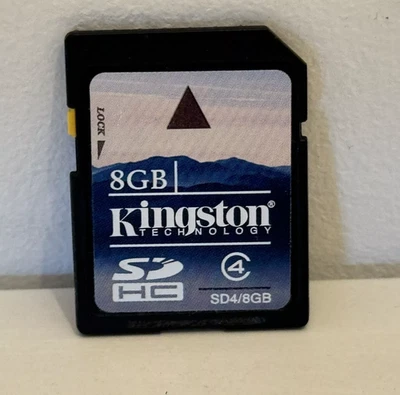 LOCK
8GB
Kingston®
TECHNOLOGY
SD
HC
4
SD4/8GB